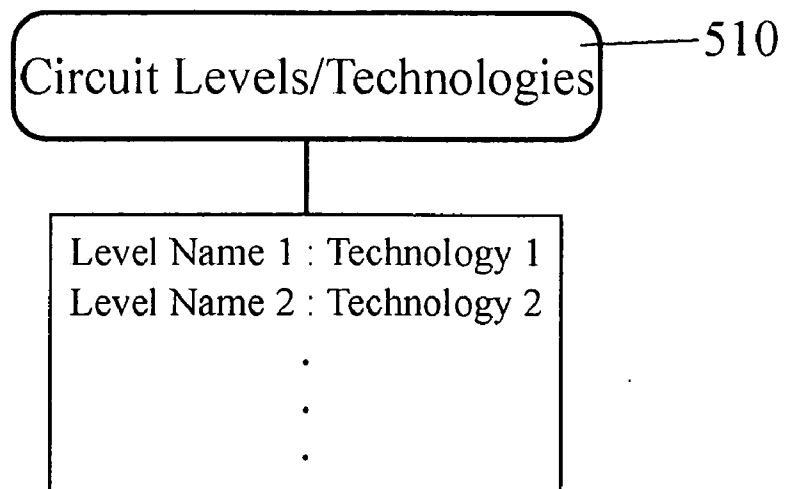 510
Circuit Levels/Technologies
Level Name 1 : Technology 1
Level Name 2 : Technology 2
.
.
.